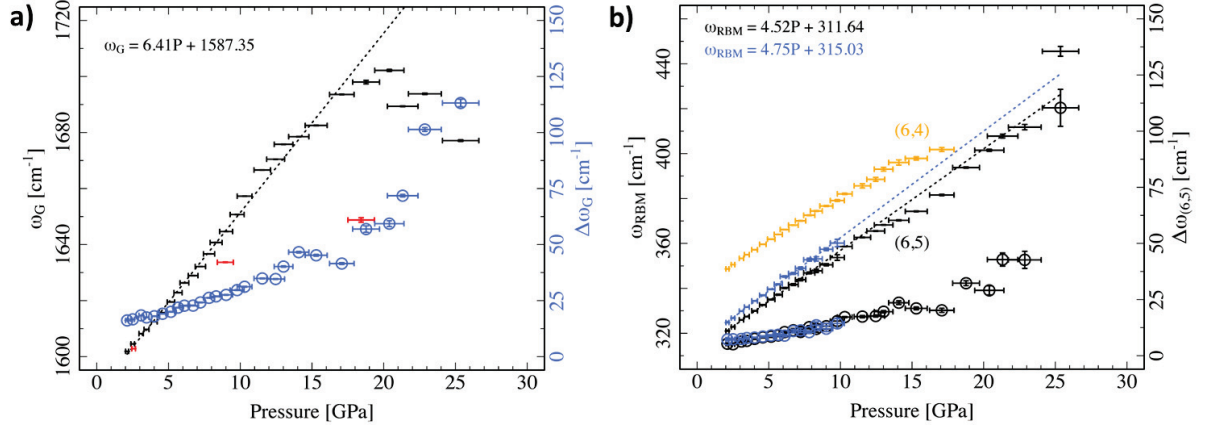 a)
ω_G = 6.41P + 1587.35
1720
1680
1640
1600
ω_G [cm⁻¹]
150
125
100
75
50
25
0
Δω_G [cm⁻¹]
0 5 10 15 20 25 30
Pressure [GPa]
b)
ω_RBM = 4.52P + 311.64
ω_RBM = 4.75P + 315.03
440
400
360
320
ω_RBM [cm⁻¹]
(6,4)
(6,5)
150
125
100
75
50
25
0
Δω_(6,5) [cm⁻¹]
0 5 10 15 20 25 30
Pressure [GPa]